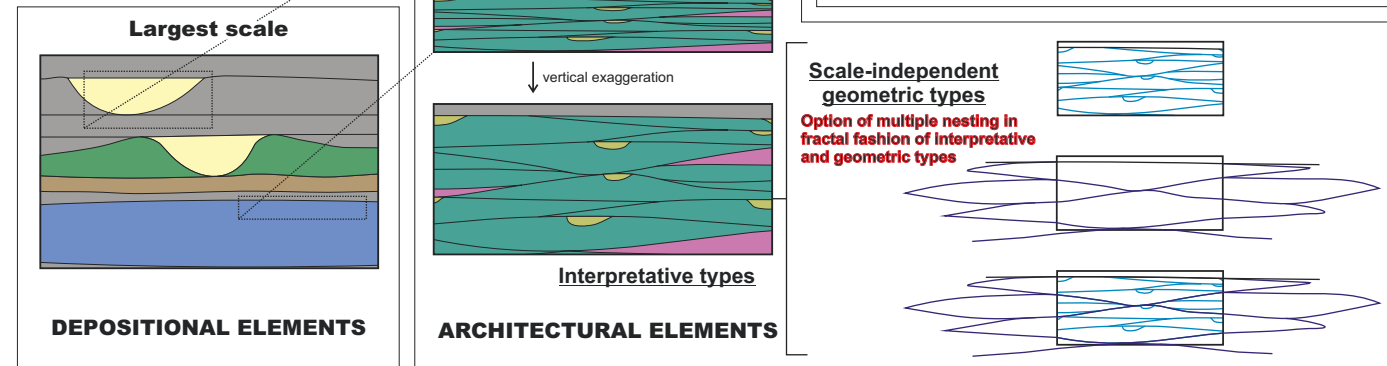 Largest scale
DEPOSITIONAL ELEMENTS
vertical exaggeration
Interpretative types
ARCHITECTURAL ELEMENTS
Scale-independent
geometric types
Option of multiple nesting in
fractal fashion of interpretative
and geometric types